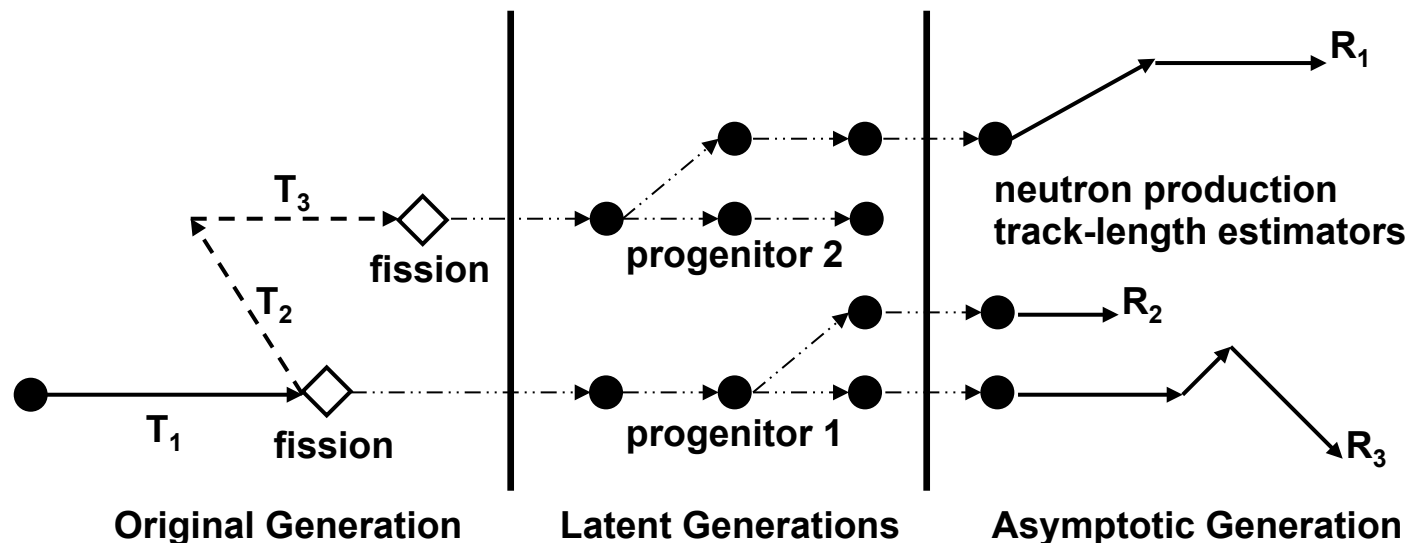 R₁
T₃
neutron production
track-length estimators
progenitor 2
fission
T₂
R₂
T₁
progenitor 1
fission
R₃
Original Generation
Latent Generations
Asymptotic Generation